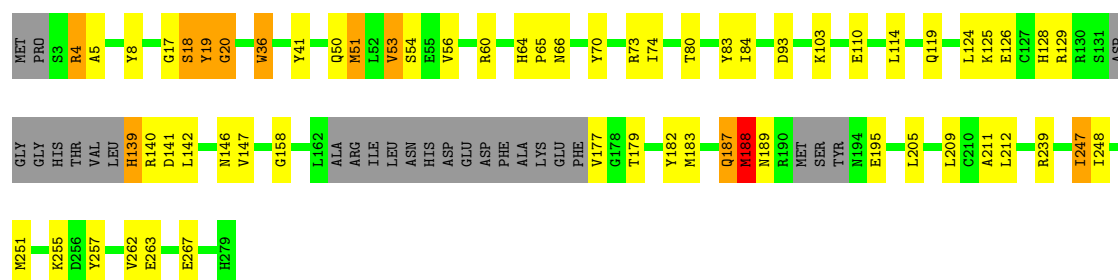 MET PRO S3 R4 A5 Y8 G17 S18 Y19 G20 W36 Y41 Q50 M51 L52 V53 S54 E55 V56 R60 H64 P65 N66 Y70 R73 I74 T80 Y83 I84 D93 K103 E110 L114 Q119 L124 K125 E126 C127 H128 R129 R130 S131 ASP
GLY GLY HIS THR VAL LEU H139 R140 D141 L142 N146 V147 G158 L162 ALA ARG ILE LEU ASN HIS ASP GLU ASP PHE ALA LYS GLU PHE V177 G178 T179 Y182 M183 Q187 M188 N189 R190 MET SER TYR N194 E195 L205 L209 C210 A211 L212 R239 I247 I248
M251 K255 D256 Y257 V262 E263 E267 H279